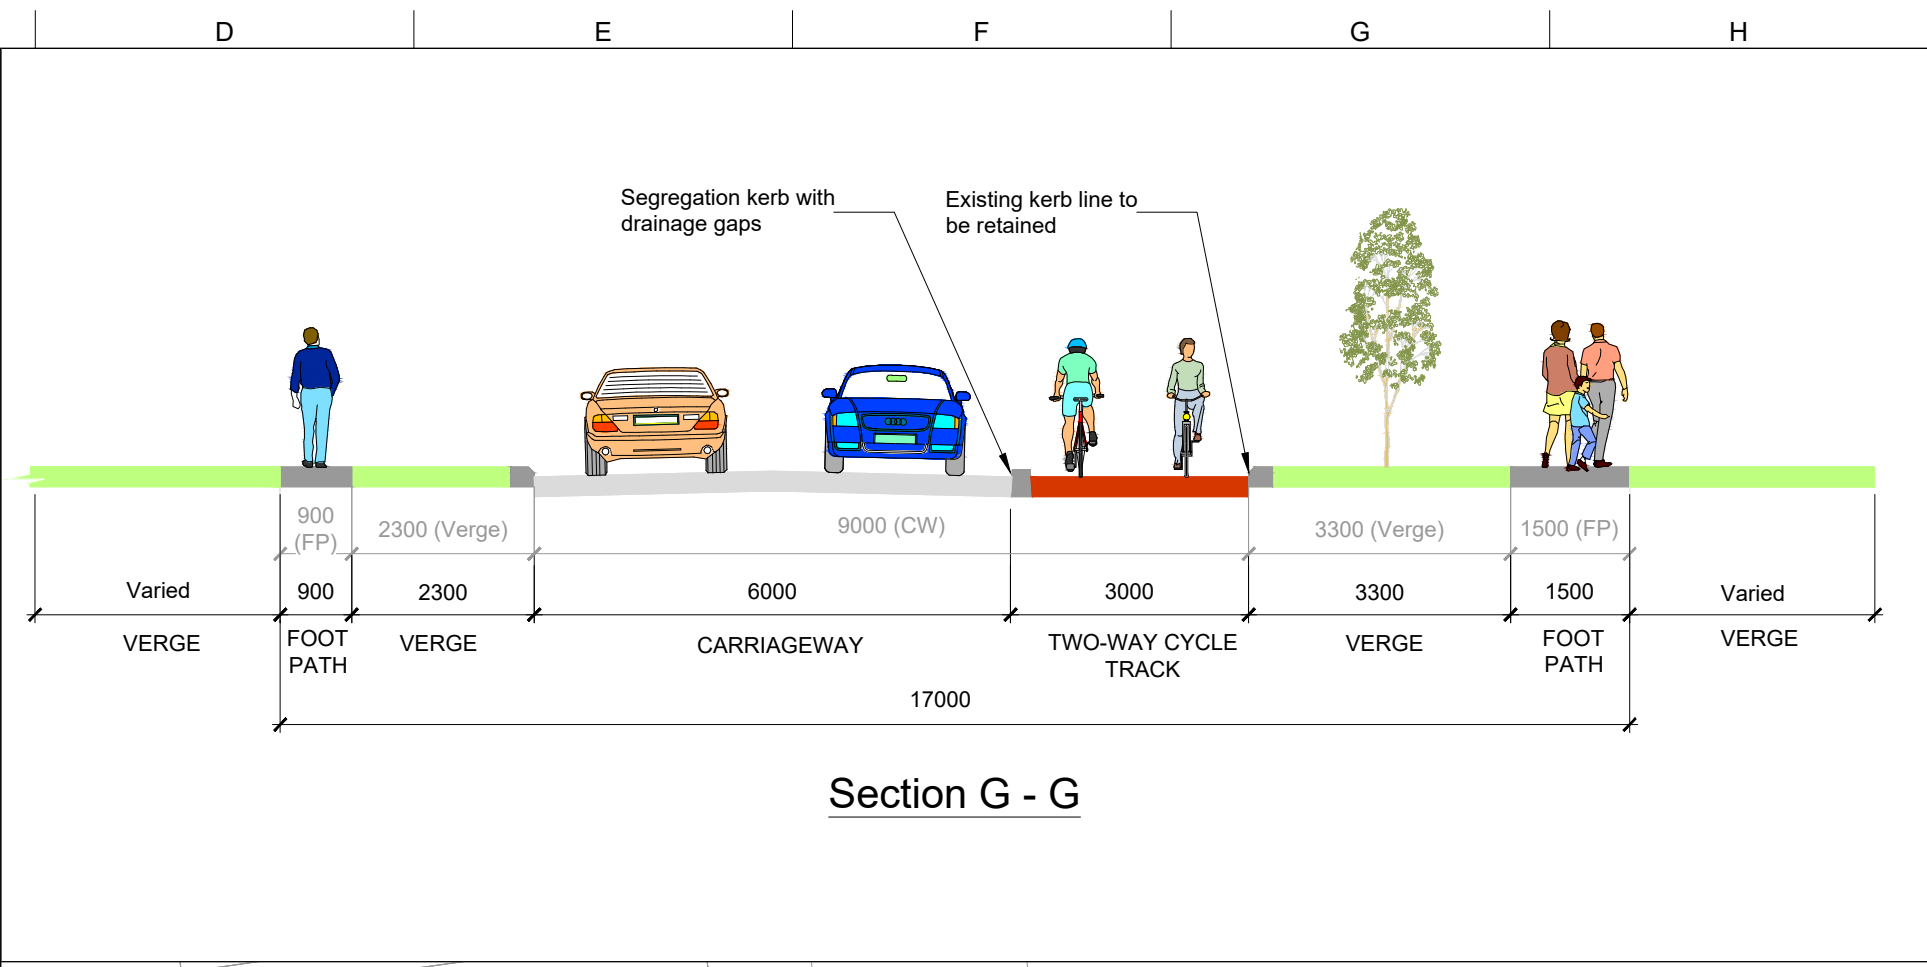 D E F G H
Segregation kerb with
drainage gaps
Existing kerb line to
be retained
900
(FP)
2300 (Verge)
9000 (CW)
3300 (Verge)
1500 (FP)
Varied 900 2300 6000 3000 3300 1500 Varied
VERGE
FOOT
PATH
VERGE
CARRIAGEWAY
TWO-WAY CYCLE
TRACK
VERGE
FOOT
PATH
VERGE
17000
Section G - G